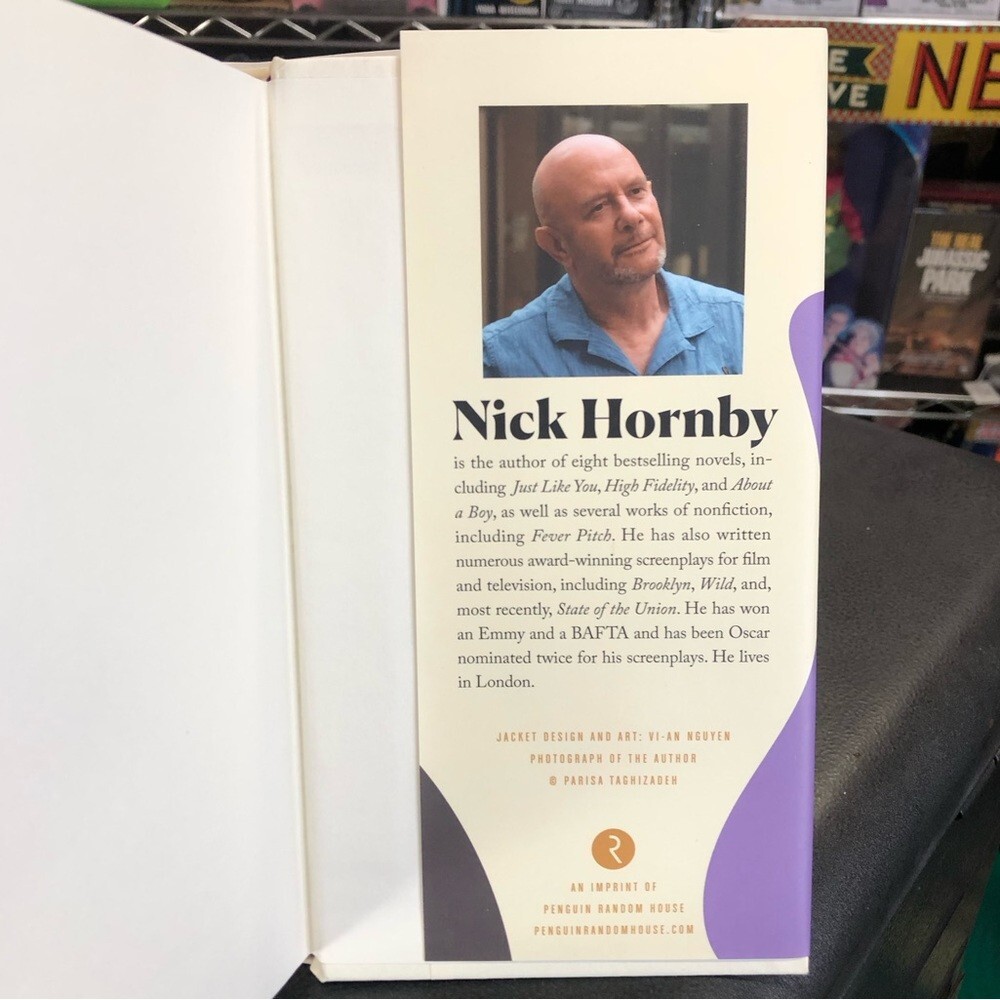 Nick Hornby
is the author of eight bestselling novels, in-
cluding Just Like You, High Fidelity, and About
a Boy, as well as several works of nonfiction,
including Fever Pitch. He has also written
numerous award-winning screenplays for film
and television, including Brooklyn, Wild, and,
most recently, State of the Union. He has won
an Emmy and a BAFTA and has been Oscar
nominated twice for his screenplays. He lives
in London.
JACKET DESIGN AND ART: VI-AN NGUYEN
PHOTOGRAPH OF THE AUTHOR
© PARISA TAGHIZADEH
R
AN IMPRINT OF
PENGUIN RANDOM HOUSE
PENGUINRANDOMHOUSE.COM
NE
VE
JURASSIC
PARK